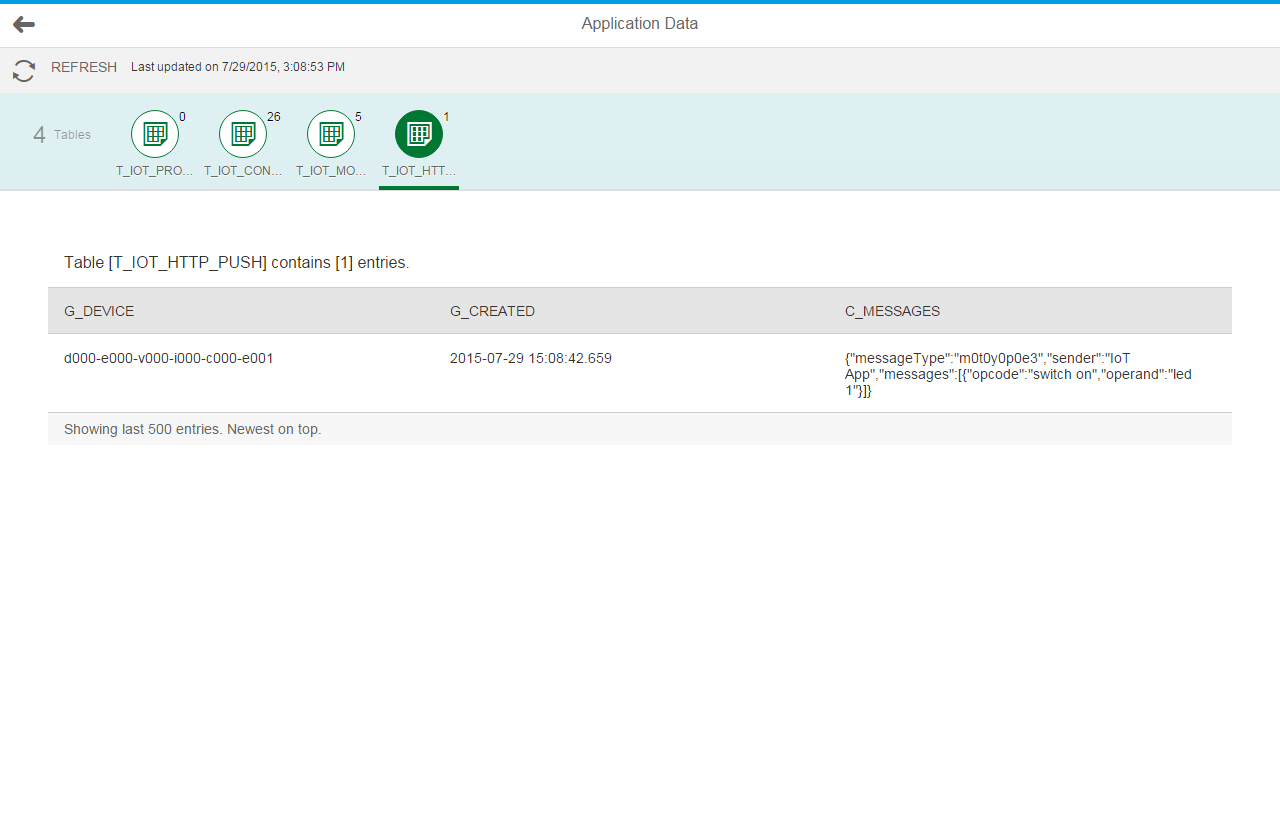 Application Data
REFRESH Last updated on 7/29/2015, 3:08:53 PM
4 Tables
0
26
5
1
T_IOT_PRO... T_IOT_CON... T_IOT_MO... T_IOT_HTT...
Table [T_IOT_HTTP_PUSH] contains [1] entries.
G_DEVICE G_CREATED C_MESSAGES
d000-e000-v000-i000-c000-e001 2015-07-29 15:08:42.659 {"messageType":"m0t0y0p0e3","sender":"IoT
App","messages":[{"opcode":"switch on","operand":"led
1"}]}
Showing last 500 entries. Newest on top.